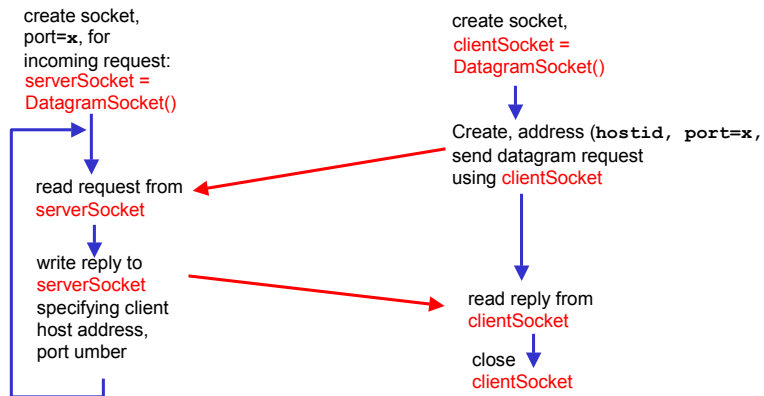 create socket,
port=x, for
incoming request:
serverSocket =
DatagramSocket()
read request from
serverSocket
write reply to
serverSocket
specifying client
host address,
port umber
create socket,
clientSocket =
DatagramSocket()
Create, address (hostid, port=x,
send datagram request
using clientSocket
read reply from
clientSocket
close
clientSocket